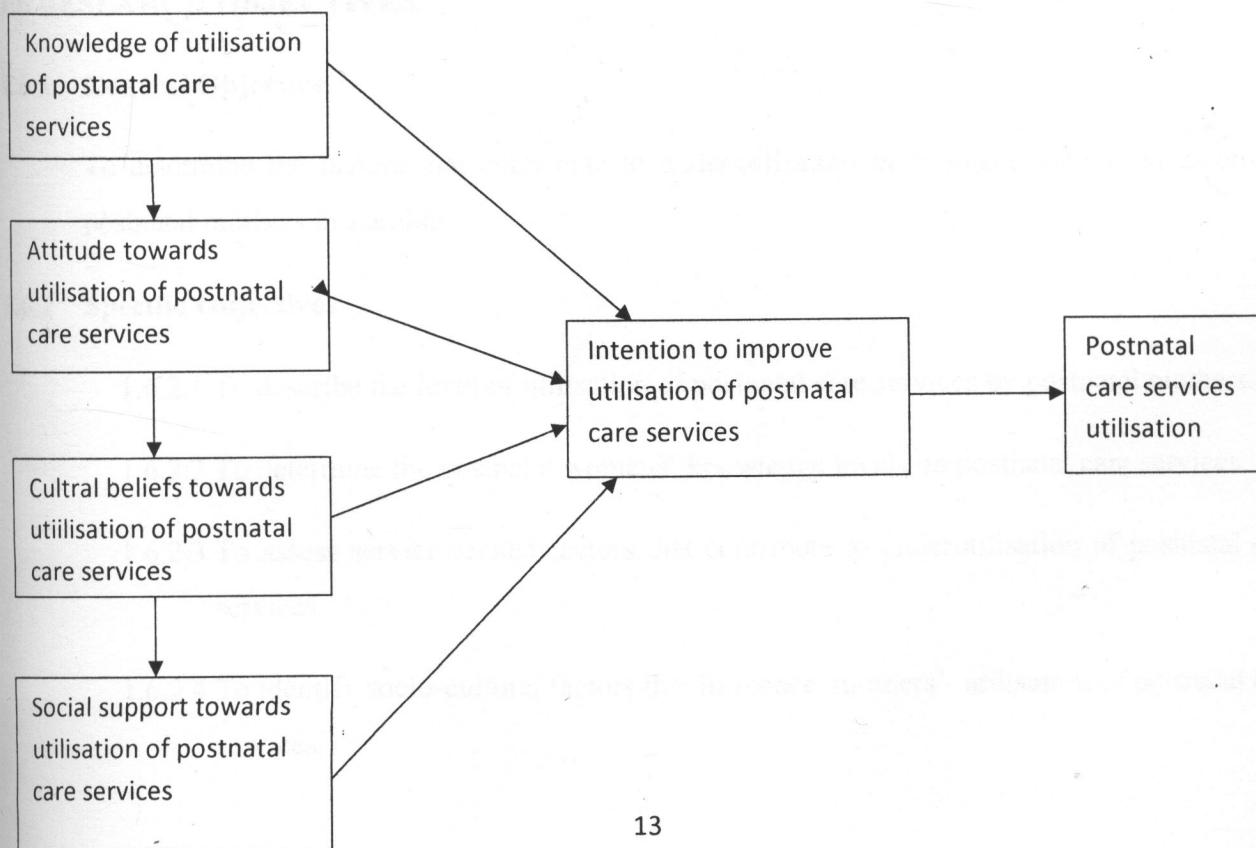 Knowledge of utilisation
of postnatal care
services
Attitude towards
utilisation of postnatal
care services
Cultral beliefs towards
utiilisation of postnatal
care services
Social support towards
utilisation of postnatal
care services
Intention to improve
utilisation of postnatal
care services
Postnatal
care services
utilisation
13